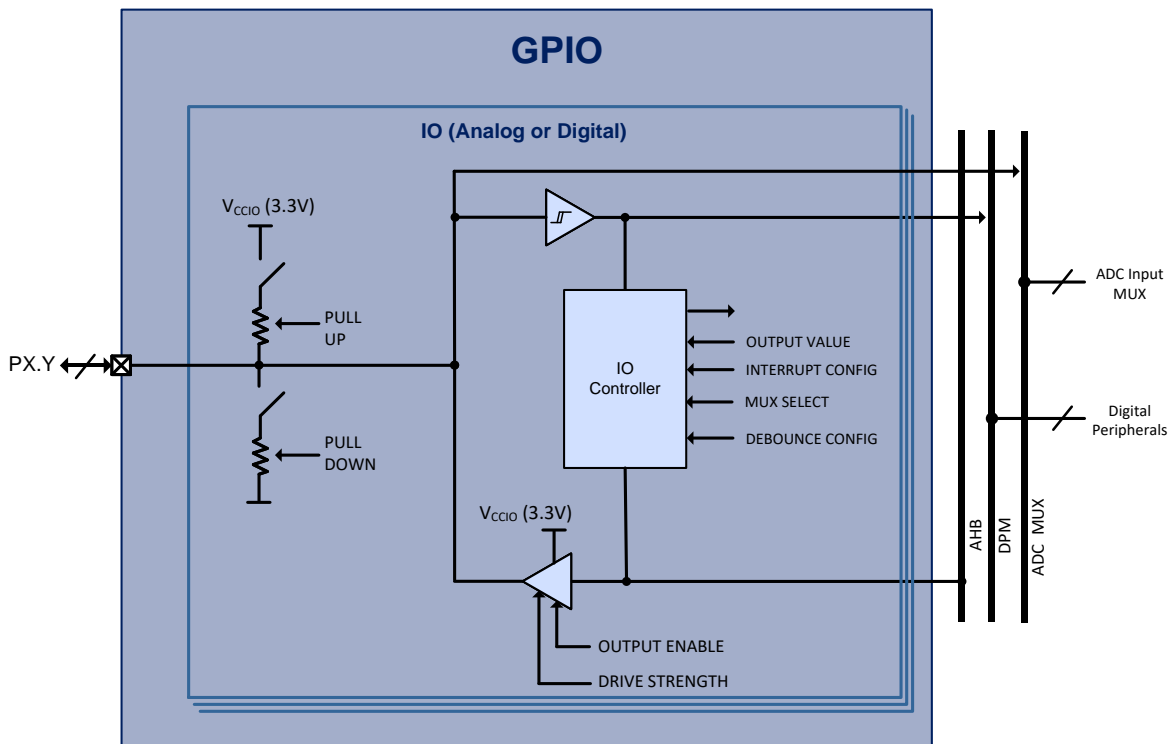 GPIO
IO (Analog or Digital)
VCCIO (3.3V)
PULL
UP
PX.Y
PULL
DOWN
IO
Controller
OUTPUT VALUE
INTERRUPT CONFIG
MUX SELECT
DEBOUNCE CONFIG
VCCIO (3.3V)
OUTPUT ENABLE
DRIVE STRENGTH
AHB
DPM
ADC MUX
ADC Input
MUX
Digital
Peripherals